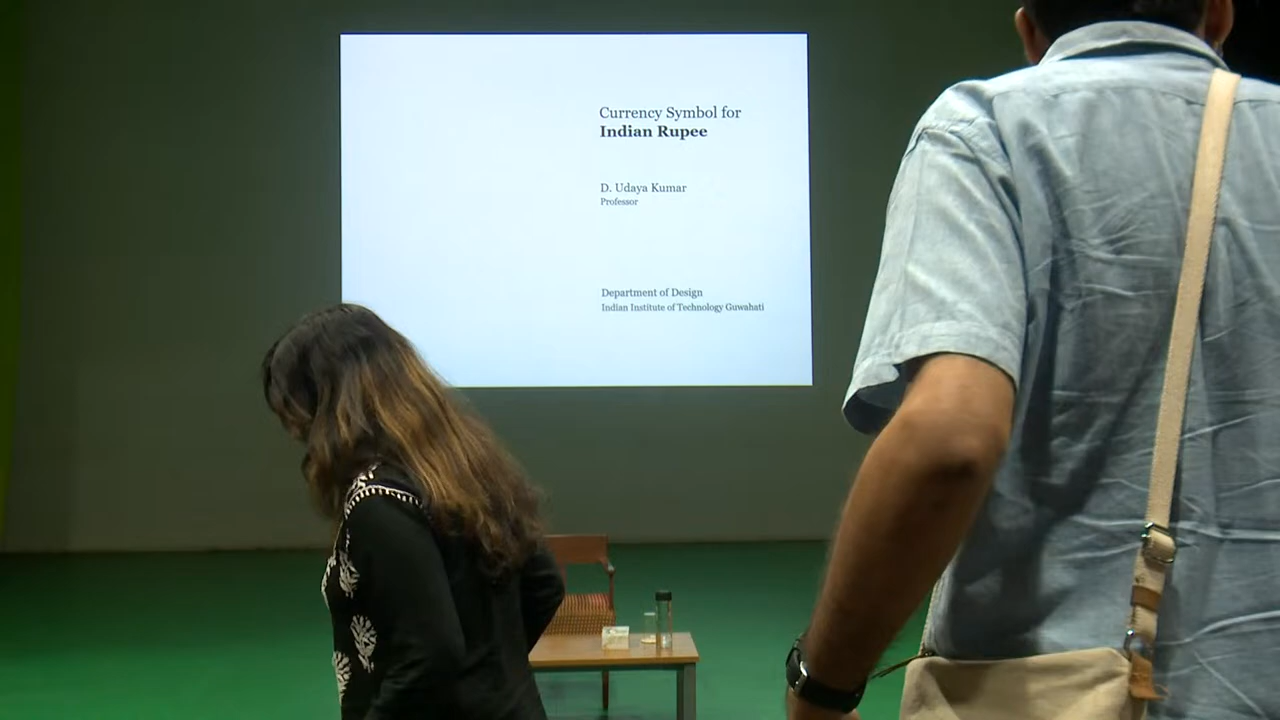 Currency Symbol for
Indian Rupee
D. Udaya Kumar
Professor
Department of Design
Indian Institute of Technology Guwahati